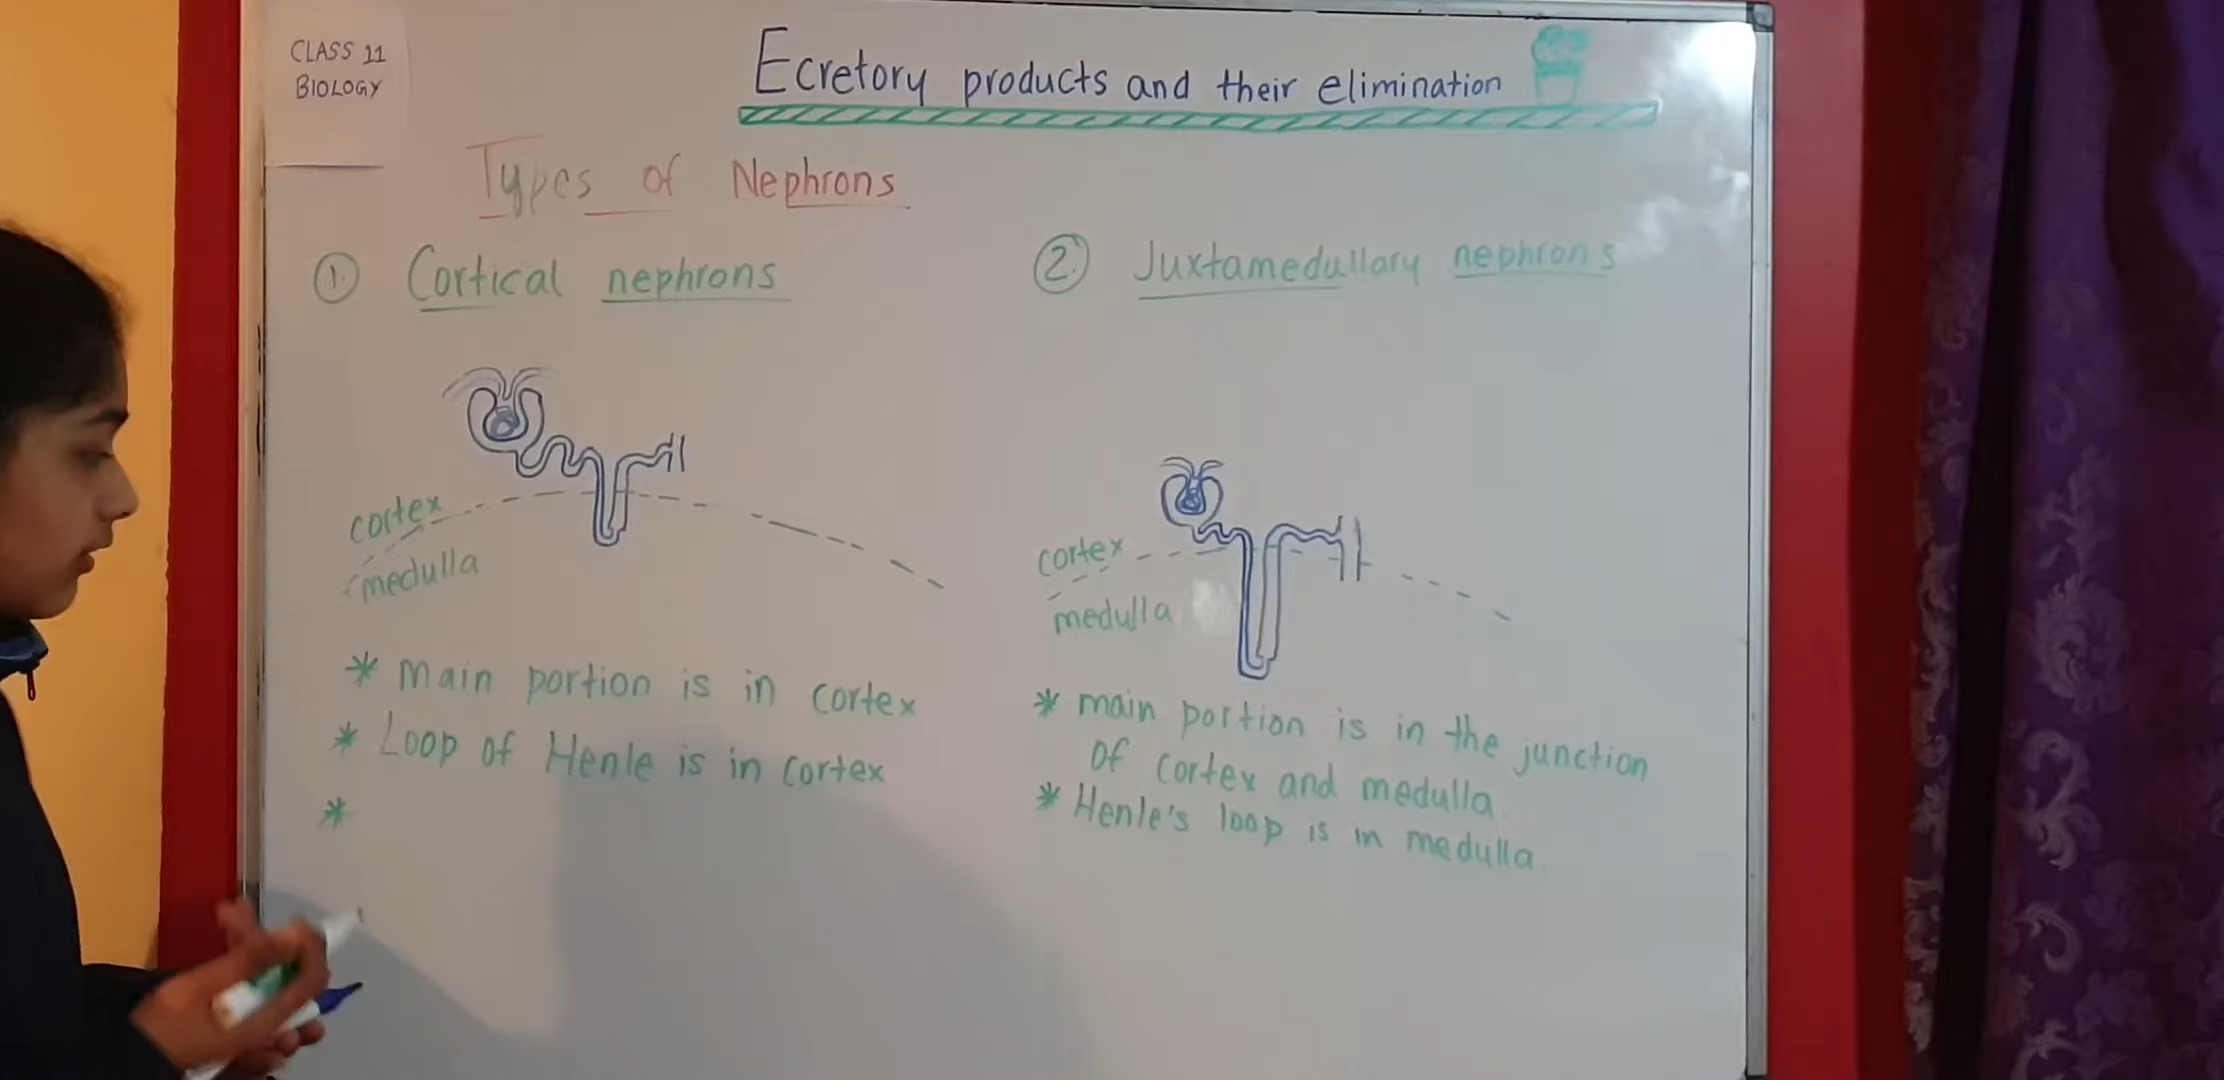 CLASS 11
BIOLOGY
Ecretory products and their elimination
Types of Nephrons
1. Cortical nephrons
2. Juxtamedullary nephrons
cortex
medulla
cortex
medulla
* Main portion is in cortex
* Loop of Henle is in cortex
*
* main portion is in the junction
of cortex and medulla.
* Henle's loop is in medulla.